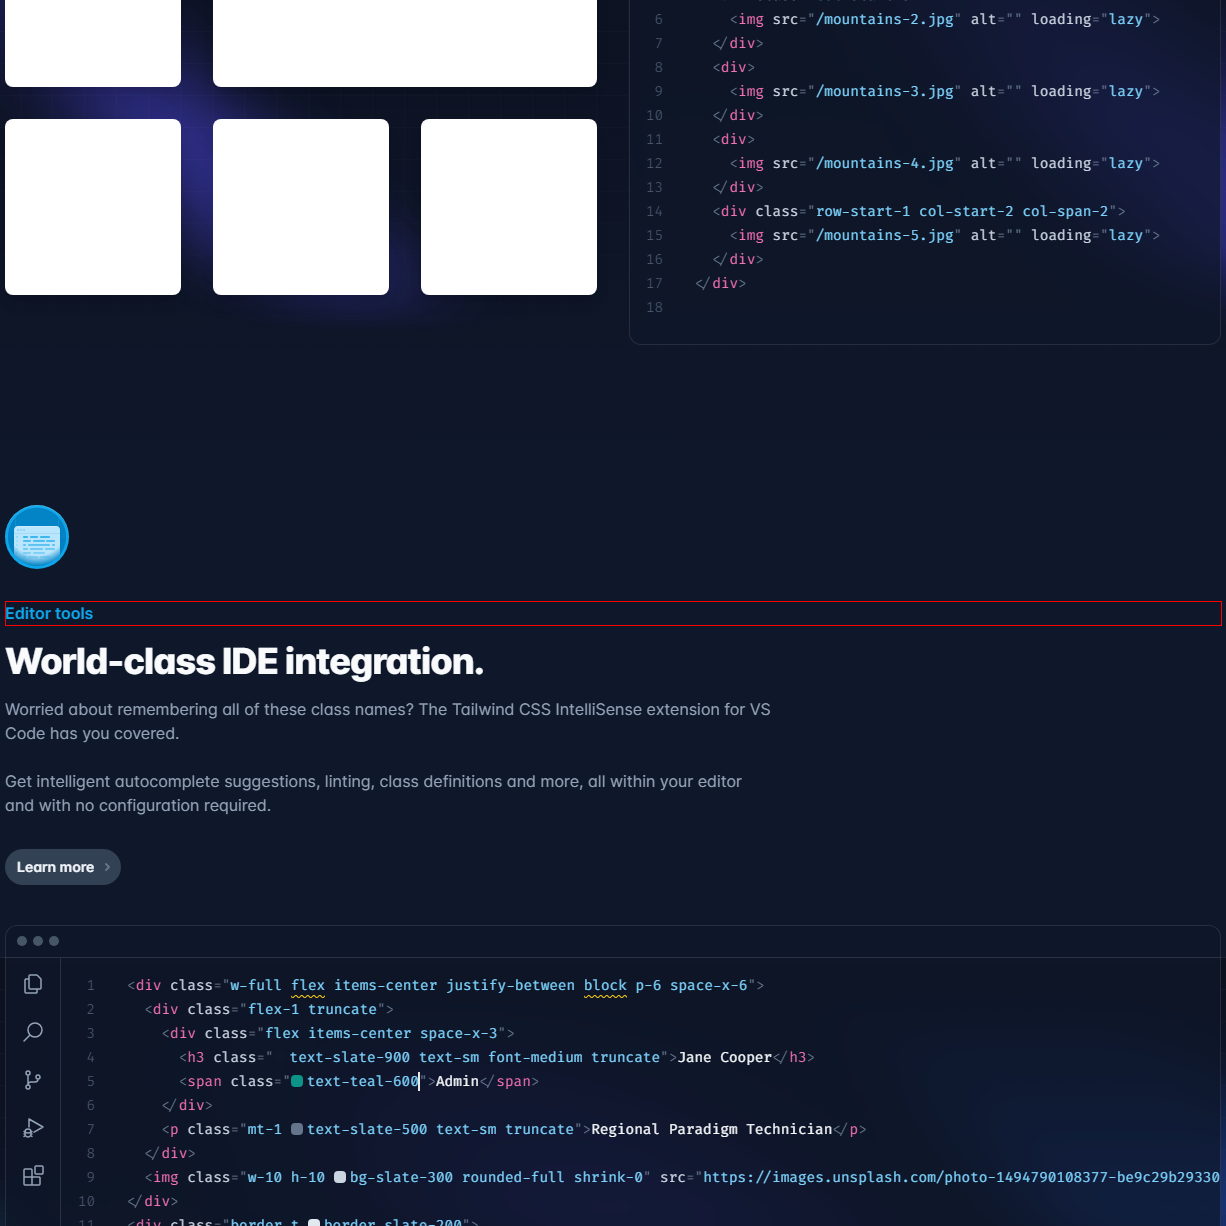 6 <img src="/mountains-2.jpg" alt="" loading="lazy">
7 </div>
8 <div>
9 <img src="/mountains-3.jpg" alt="" loading="lazy">
10 </div>
11 <div>
12 <img src="/mountains-4.jpg" alt="" loading="lazy">
13 </div>
14 <div class="row-start-1 col-start-2 col-span-2">
15 <img src="/mountains-5.jpg" alt="" loading="lazy">
16 </div>
17 </div>
18
Editor tools
World-class IDE integration.
Worried about remembering all of these class names? The Tailwind CSS IntelliSense extension for VS
Code has you covered.
Get intelligent autocomplete suggestions, linting, class definitions and more, all within your editor
and with no configuration required.
Learn more
1 <div class="w-full flex items-center justify-between block p-6 space-x-6">
2 <div class="flex-1 truncate">
3 <div class="flex items-center space-x-3">
4 <h3 class=" text-slate-900 text-sm font-medium truncate">Jane Cooper</h3>
5 <span class="text-teal-600">Admin</span>
6 </div>
7 <p class="mt-1 text-slate-500 text-sm truncate">Regional Paradigm Technician</p>
8 </div>
9 <img class="w-10 h-10 bg-slate-300 rounded-full shrink-0" src="https://images.unsplash.com/photo-1494790108377-be9c29b29330
10 </div>
11 <div class="border-t border-slate-200">